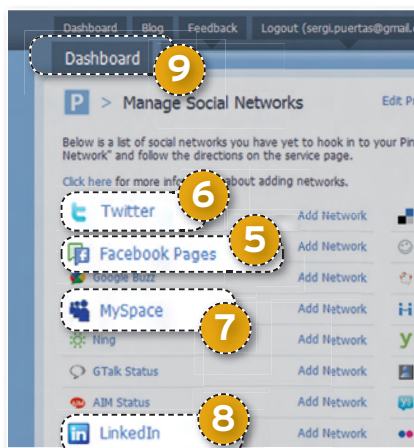 Dashboard Blog Feedback Logout (sergi.puertas@gmail.
Dashboard
9
P > Manage Social Networks Edit Pr
Below is a list of social networks you have yet to hook in to your Pin
Network" and follow the directions on the service page.
Click here for more about adding networks.
6
Twitter Add Network
5
Facebook Pages Add Network
Google Buzz Add Network
MySpace Add Network
7
Ning Add Network
GTalk Status Add Network
AIM Status Add Network
8
LinkedIn Add Network